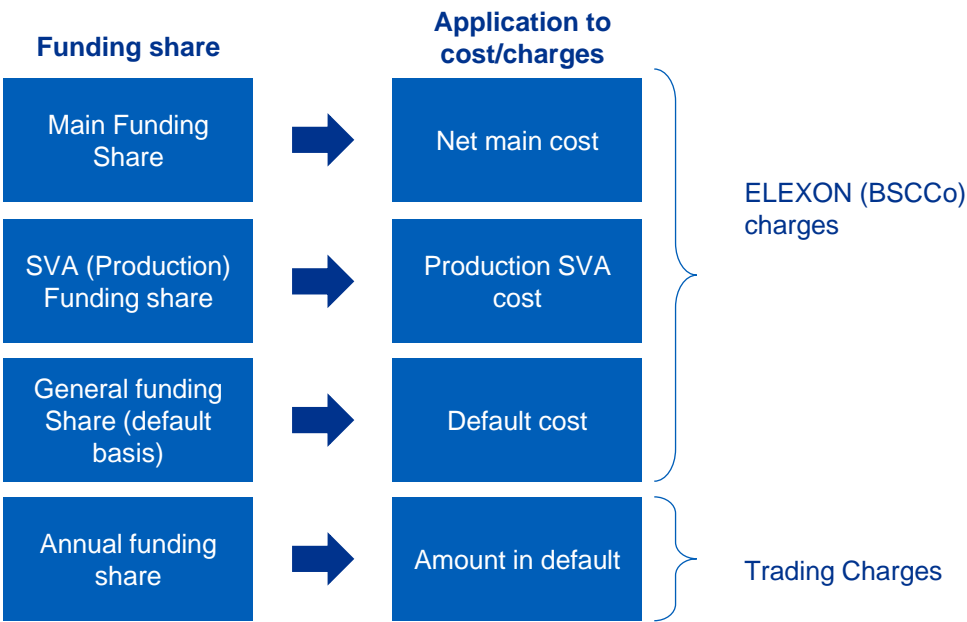 Funding share
Application to
cost/charges
Main Funding
Share
Net main cost
SVA (Production)
Funding share
Production SVA
cost
General funding
Share (default
basis)
Default cost
Annual funding
share
Amount in default
ELEXON (BSCCo)
charges
Trading Charges